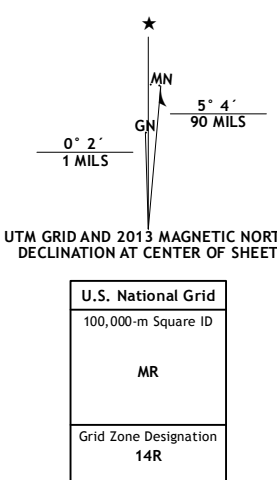 ★
MN
GN
5° 4´
90 MILS
0° 2´
1 MILS
UTM GRID AND 2013 MAGNETIC NORT
DECLINATION AT CENTER OF SHEET
U.S. National Grid
100,000-m Square ID
MR
Grid Zone Designation
14R